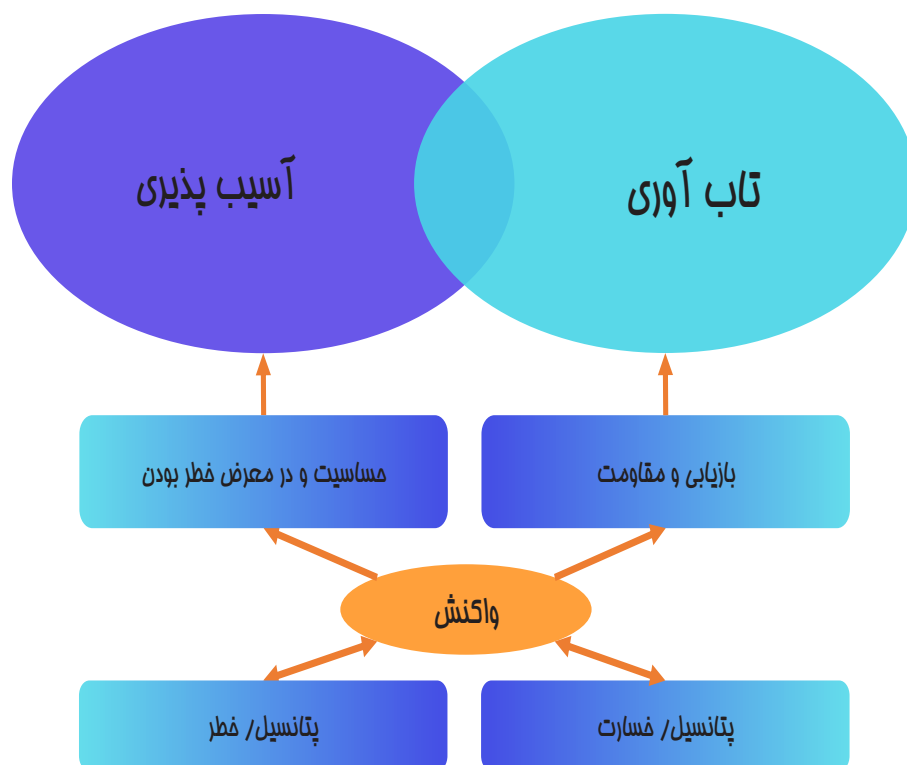 تاب آوری
آسیب پذیری
بازیابی و مقاومت
حساسیت و در معرض خطر بودن
واکنش
پتانسیل/ خسارت
پتانسیل/ خطر